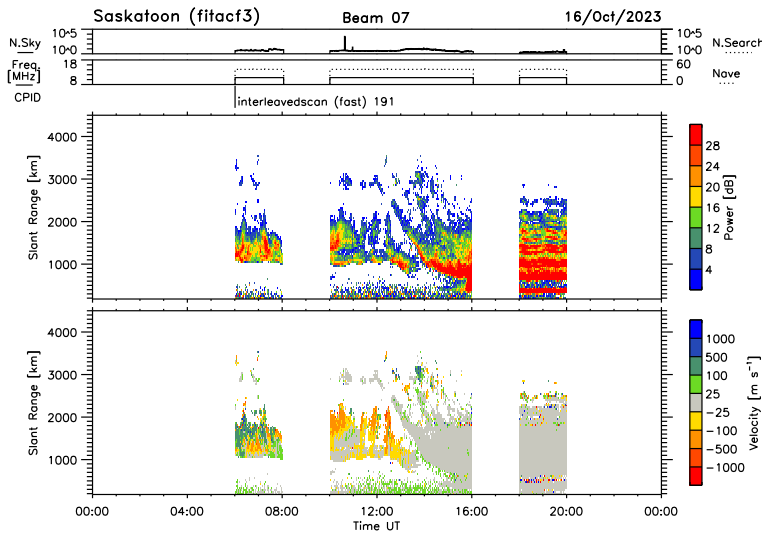 Saskatoon (fitacf3) Beam 07 16/Oct/2023
N.Sky 10^5 10^0 10^5 10^0 N.Search
Freq. [MHz] 18 8 60 0 Nave
CPID interleavedscan (fast) 191
Slant Range [km] 4000 3000 2000 1000
Power [dB] 28 24 20 16 12 8 4
Slant Range [km] 4000 3000 2000 1000
Velocity [m s⁻¹] 1000 500 100 25 −25 −100 −500 −1000
00:00 04:00 08:00 12:00 16:00 20:00 00:00
Time UT